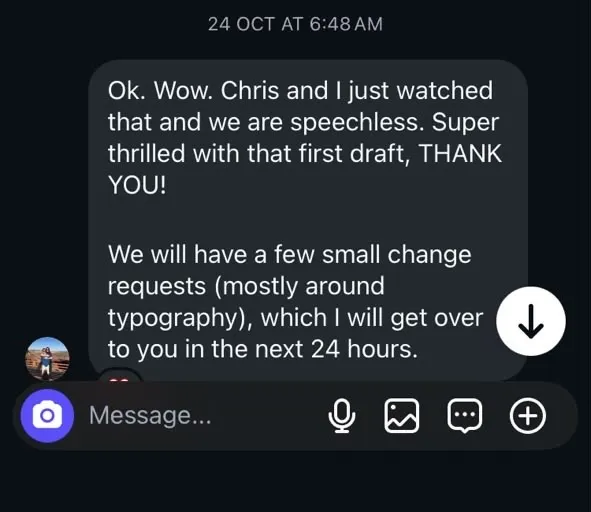 24 OCT AT 6:48 AM
Ok. Wow. Chris and I just watched
that and we are speechless. Super
thrilled with that first draft, THANK
YOU!
We will have a few small change
requests (mostly around
typography), which I will get over
to you in the next 24 hours.
Message...